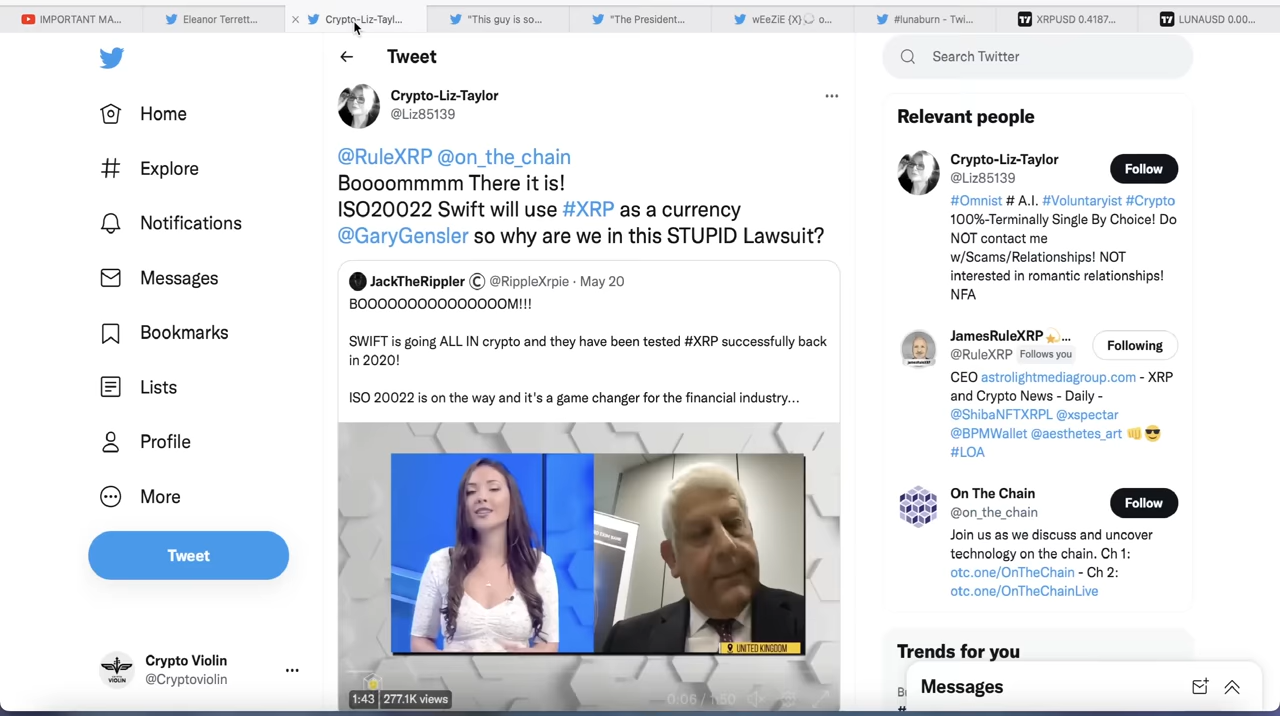 IMPORTANT MA...
Eleanor Terrett...
Crypto-Liz-Tayl...
"This guy is so...
"The President...
wEeZiE {X} o...
#lunaburn - Twi...
XRPUSD 0.4187...
LUNAUSD 0.00...
Tweet
Search Twitter
Home
Explore
Notifications
Messages
Bookmarks
Lists
Profile
More
Tweet
Crypto Violin
@Cryptoviolin
Crypto-Liz-Taylor
@Liz85139
@RuleXRP @on_the_chain
Boooommmm There it is!
ISO20022 Swift will use #XRP as a currency
@GaryGensler so why are we in this STUPID Lawsuit?
JackTheRippler © @RippleXrpie · May 20
BOOOOOOOOOOOOOOM!!!
SWIFT is going ALL IN crypto and they have been tested #XRP successfully back
in 2020!
ISO 20022 is on the way and it's a game changer for the financial industry...
UNITED KINGDOM
1:43 277.1K views
0:06 / 1:50
Relevant people
Crypto-Liz-Taylor
@Liz85139
Follow
#Omnist # A.I. #Voluntaryist #Crypto
100%-Terminally Single By Choice! Do
NOT contact me
w/Scams/Relationships! NOT
interested in romantic relationships!
NFA
JamesRuleXRP ...
@RuleXRP Follows you
Following
CEO astrolightmediagroup.com - XRP
and Crypto News - Daily -
@ShibaNFTXRPL @xspectar
@BPMWallet @aesthetes_art
#LOA
On The Chain
@on_the_chain
Follow
Join us as we discuss and uncover
technology on the chain. Ch 1:
otc.one/OnTheChain - Ch 2:
otc.one/OnTheChainLive
Trends for you
Messages